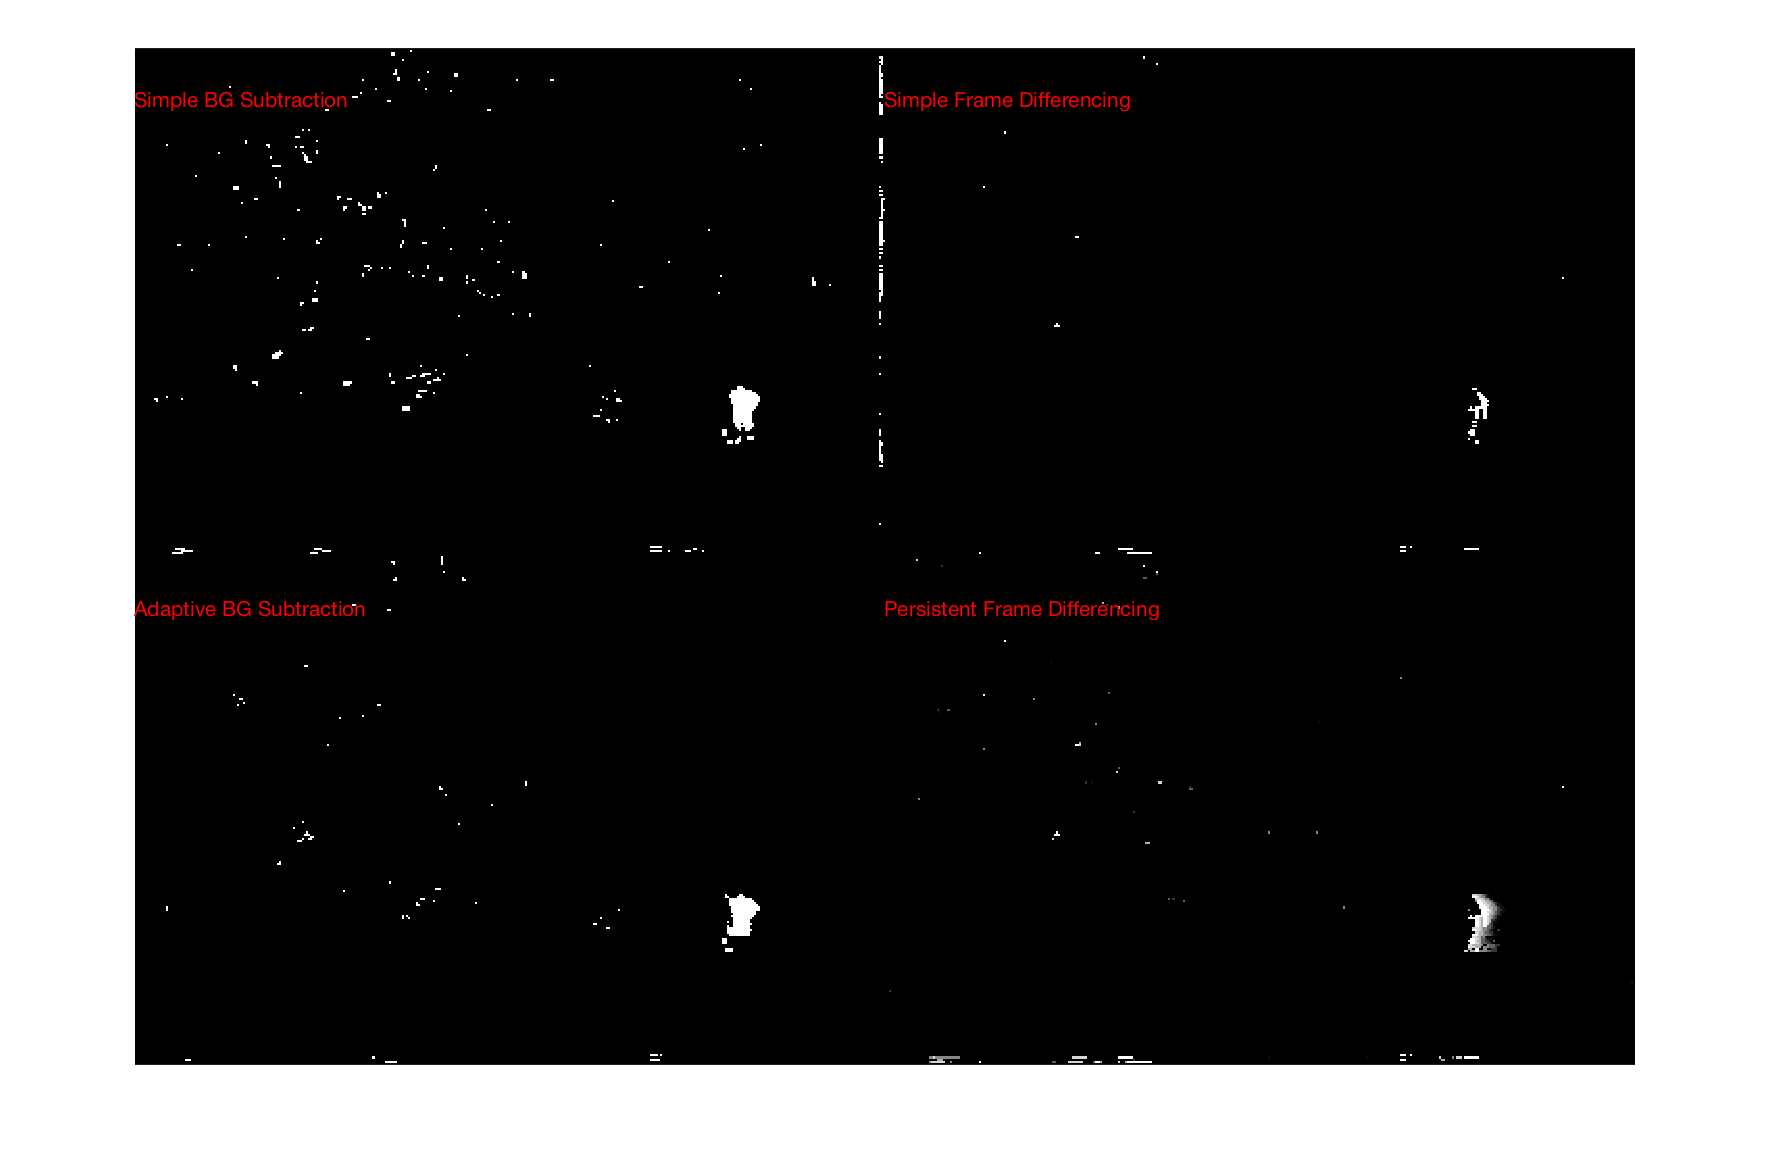 Simple BG Subtraction
Simple Frame Differencing
Adaptive BG Subtraction
Persistent Frame Differencing